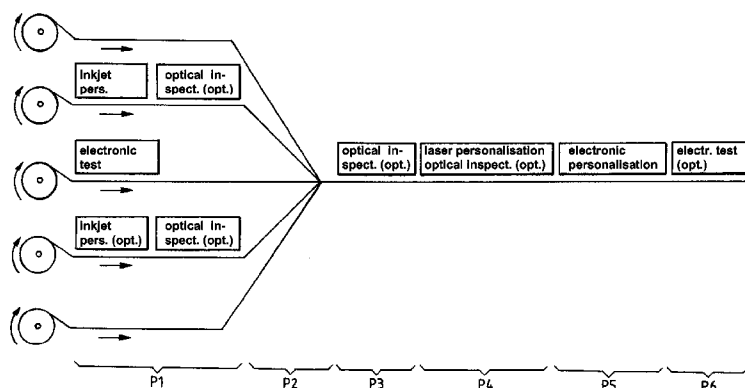 inkjet
pers.
optical in-
spect. (opt.)
electronic
test
optical in-
spect. (opt.)
laser personalisation
optical inspect. (opt.)
electronic
personalisation
electr. test
(opt.)
inkjet
pers. (opt.)
optical in-
spect. (opt.)
P1
P2
P3
P4
P5
P6